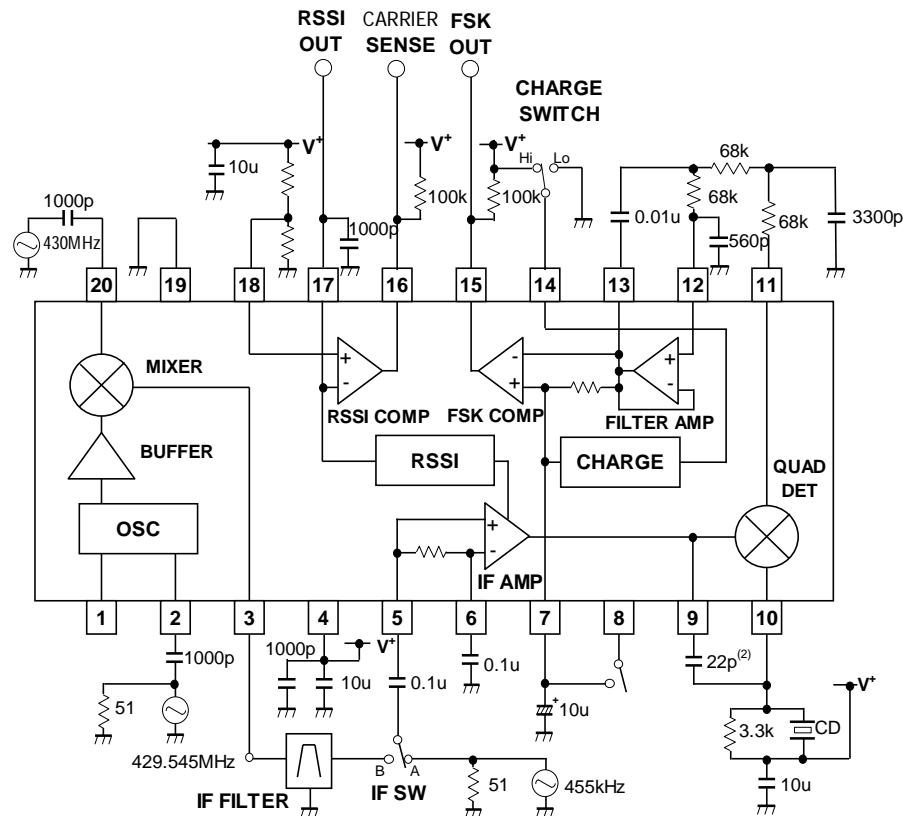 RSSI OUT
CARRIER SENSE
FSK OUT
CHARGE SWITCH
V+
10u
V+
100k
V+
100k
Hi
Lo
68k
68k
68k
0.01u
560p
3300p
1000p
430MHz
1000p
20
19
18
17
16
15
14
13
12
11
MIXER
BUFFER
OSC
+
-
RSSI COMP
RSSI
-
+
FSK COMP
+
-
FILTER AMP
CHARGE
QUAD DET
+
-
IF AMP
1
2
3
4
5
6
7
8
9
10
1000p
51
429.545MHz
1000p
10u
V+
0.1u
0.1u
+
10u
22p(2)
3.3k
CD
V+
10u
IF FILTER
B
A
IF SW
51
455kHz